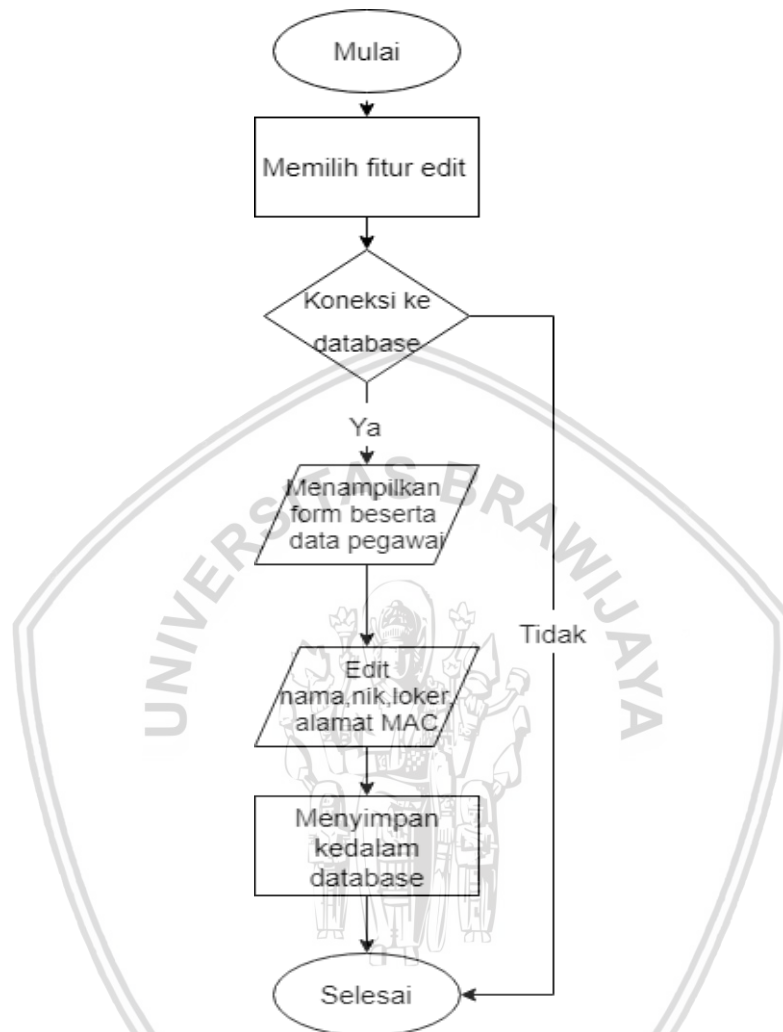 Mulai
Memilih fitur edit
Koneksi ke
database
Ya
Menampilkan
form beserta
data pegawai
Tidak
Edit
nama,nik,loker,
alamat MAC
Menyimpan
kedalam
database
Selesai
UNIVERSITAS BRAWIJAYA